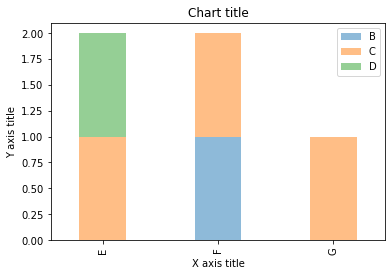 Chart title
B
C
D
2.00
1.75
1.50
1.25
1.00
0.75
0.50
0.25
0.00
Y axis title
E
F
G
X axis title